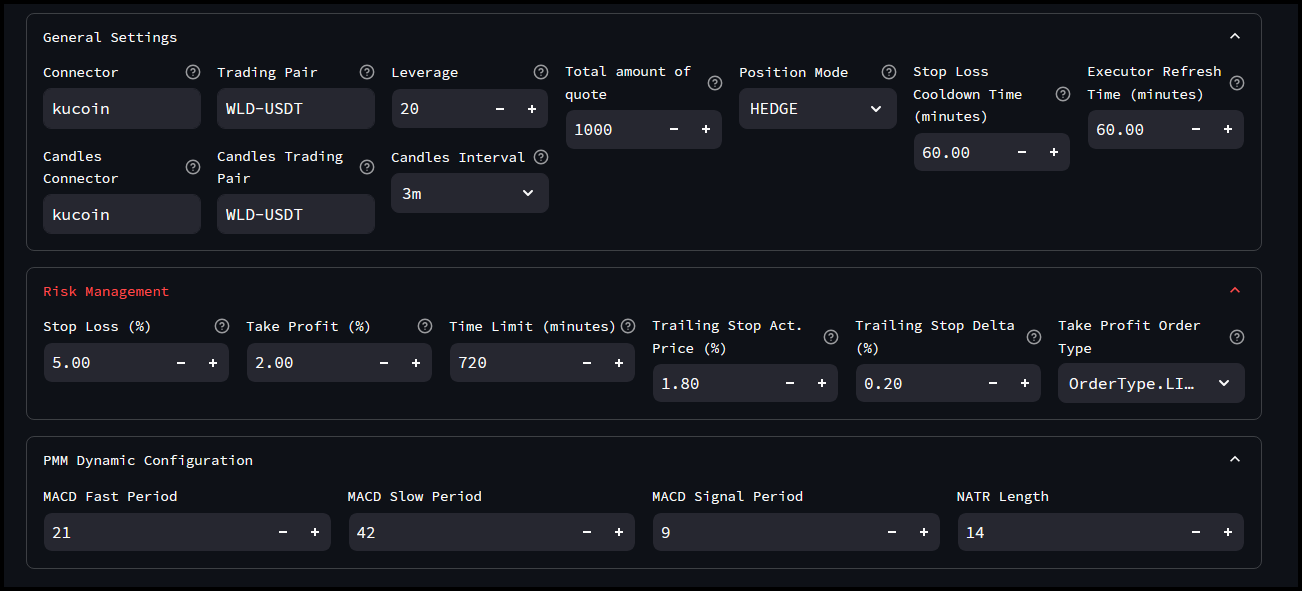 General Settings
Connector
Trading Pair
Leverage
Total amount of
quote
Position Mode
Stop Loss
Cooldown Time
(minutes)
Executor Refresh
Time (minutes)
kucoin
WLD-USDT
20 - +
1000 - +
HEDGE
60.00 - +
60.00 - +
Candles
Connector
Candles Trading
Pair
Candles Interval
kucoin
WLD-USDT
3m
Risk Management
Stop Loss (%)
Take Profit (%)
Time Limit (minutes)
Trailing Stop Act.
Price (%)
Trailing Stop Delta
(%)
Take Profit Order
Type
5.00 - +
2.00 - +
720 - +
1.80 - +
0.20 - +
OrderType.LI…
PMM Dynamic Configuration
MACD Fast Period
MACD Slow Period
MACD Signal Period
NATR Length
21 - +
42 - +
9 - +
14 - +